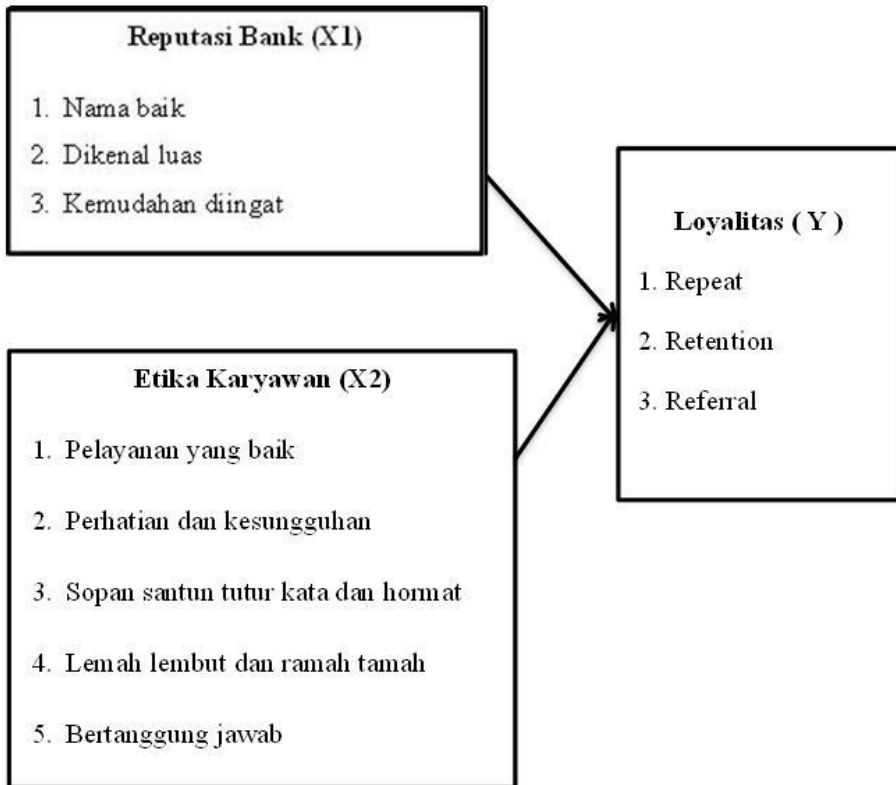 Reputasi Bank (X1)
1. Nama baik
2. Dikenal luas
3. Kemudahan diingat
Etika Karyawan (X2)
1. Pelayanan yang baik
2. Perhatian dan kesungguhan
3. Sopan santun tutur kata dan hormat
4. Lemah lembut dan ramah tamah
5. Bertanggung jawab
Loyalitas ( Y )
1. Repeat
2. Retention
3. Referral